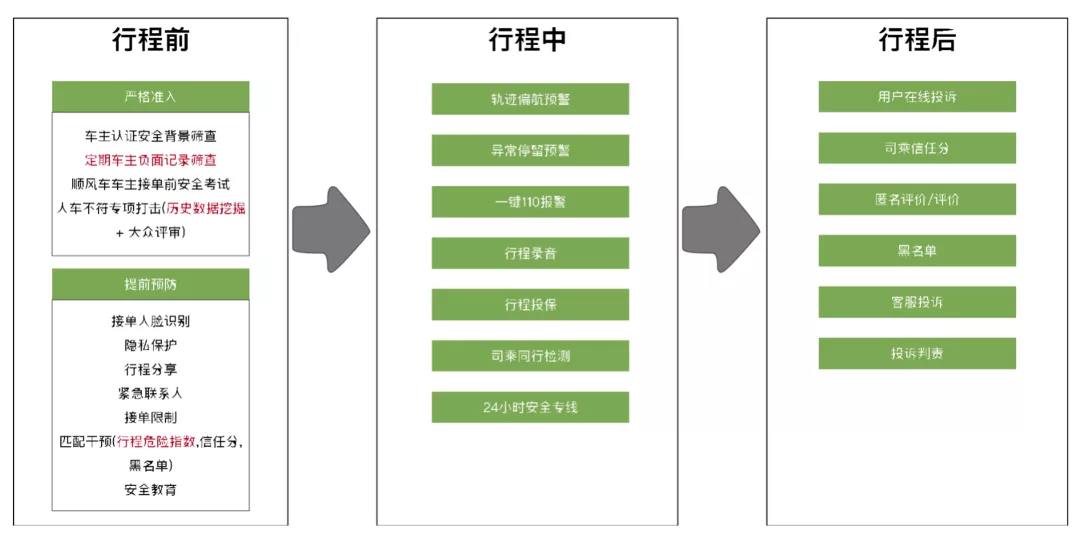 行程前
严格准入
车主认证安全背景筛查
定期车主负面记录筛查
顺风车车主接单前安全考试
人车不符专项打击(历史数据挖掘
+ 大众评审)
提前预防
接单人脸识别
隐私保护
行程分享
紧急联系人
接单限制
匹配干预(行程危险指数,信任分,
黑名单)
安全教育
行程中
轨迹偏航预警
异常停留预警
一键110报警
行程录音
行程投保
司乘同行检测
24小时安全专线
行程后
用户在线投诉
司乘信任分
匿名评价/评价
黑名单
客服投诉
投诉判责